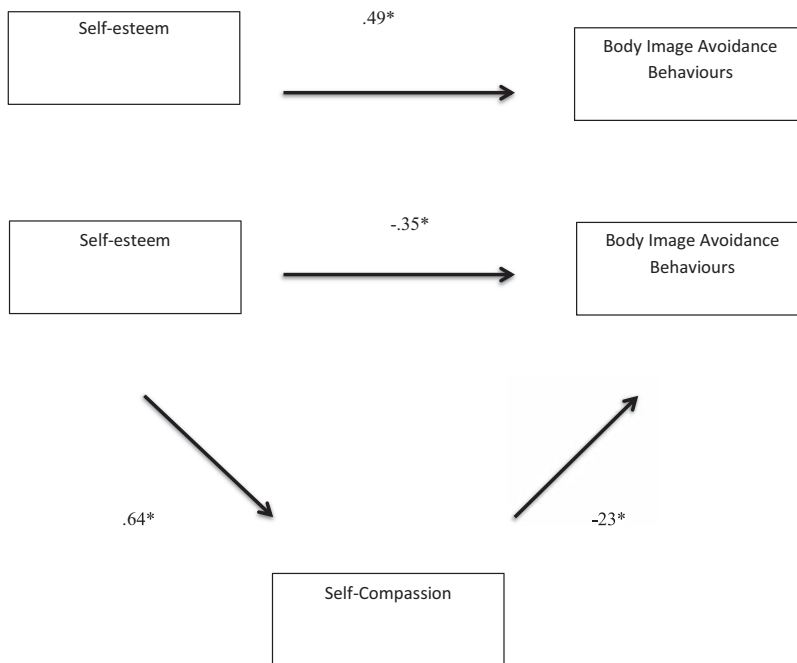 Self-esteem
.49*
Body Image Avoidance
Behaviours
Self-esteem
-.35*
Body Image Avoidance
Behaviours
.64*
-23*
Self-Compassion